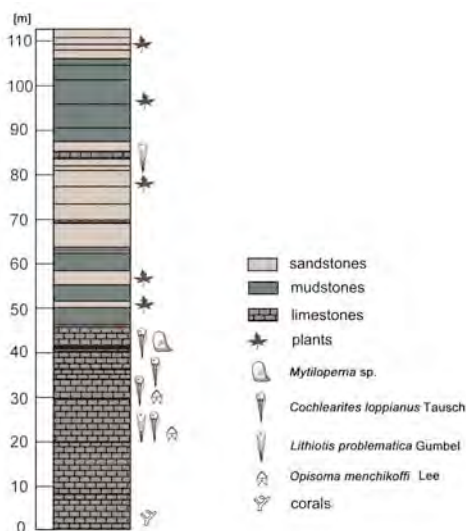 [m]
110
100
90
80
70
60
50
40
30
20
10
0
sandstones
mudstones
limestones
plants
Mytiloperna sp.
Cochlearites loppianus Tausch
Lithiotis problematica Gumbel
Opisoma menchikoffi Lee
corals